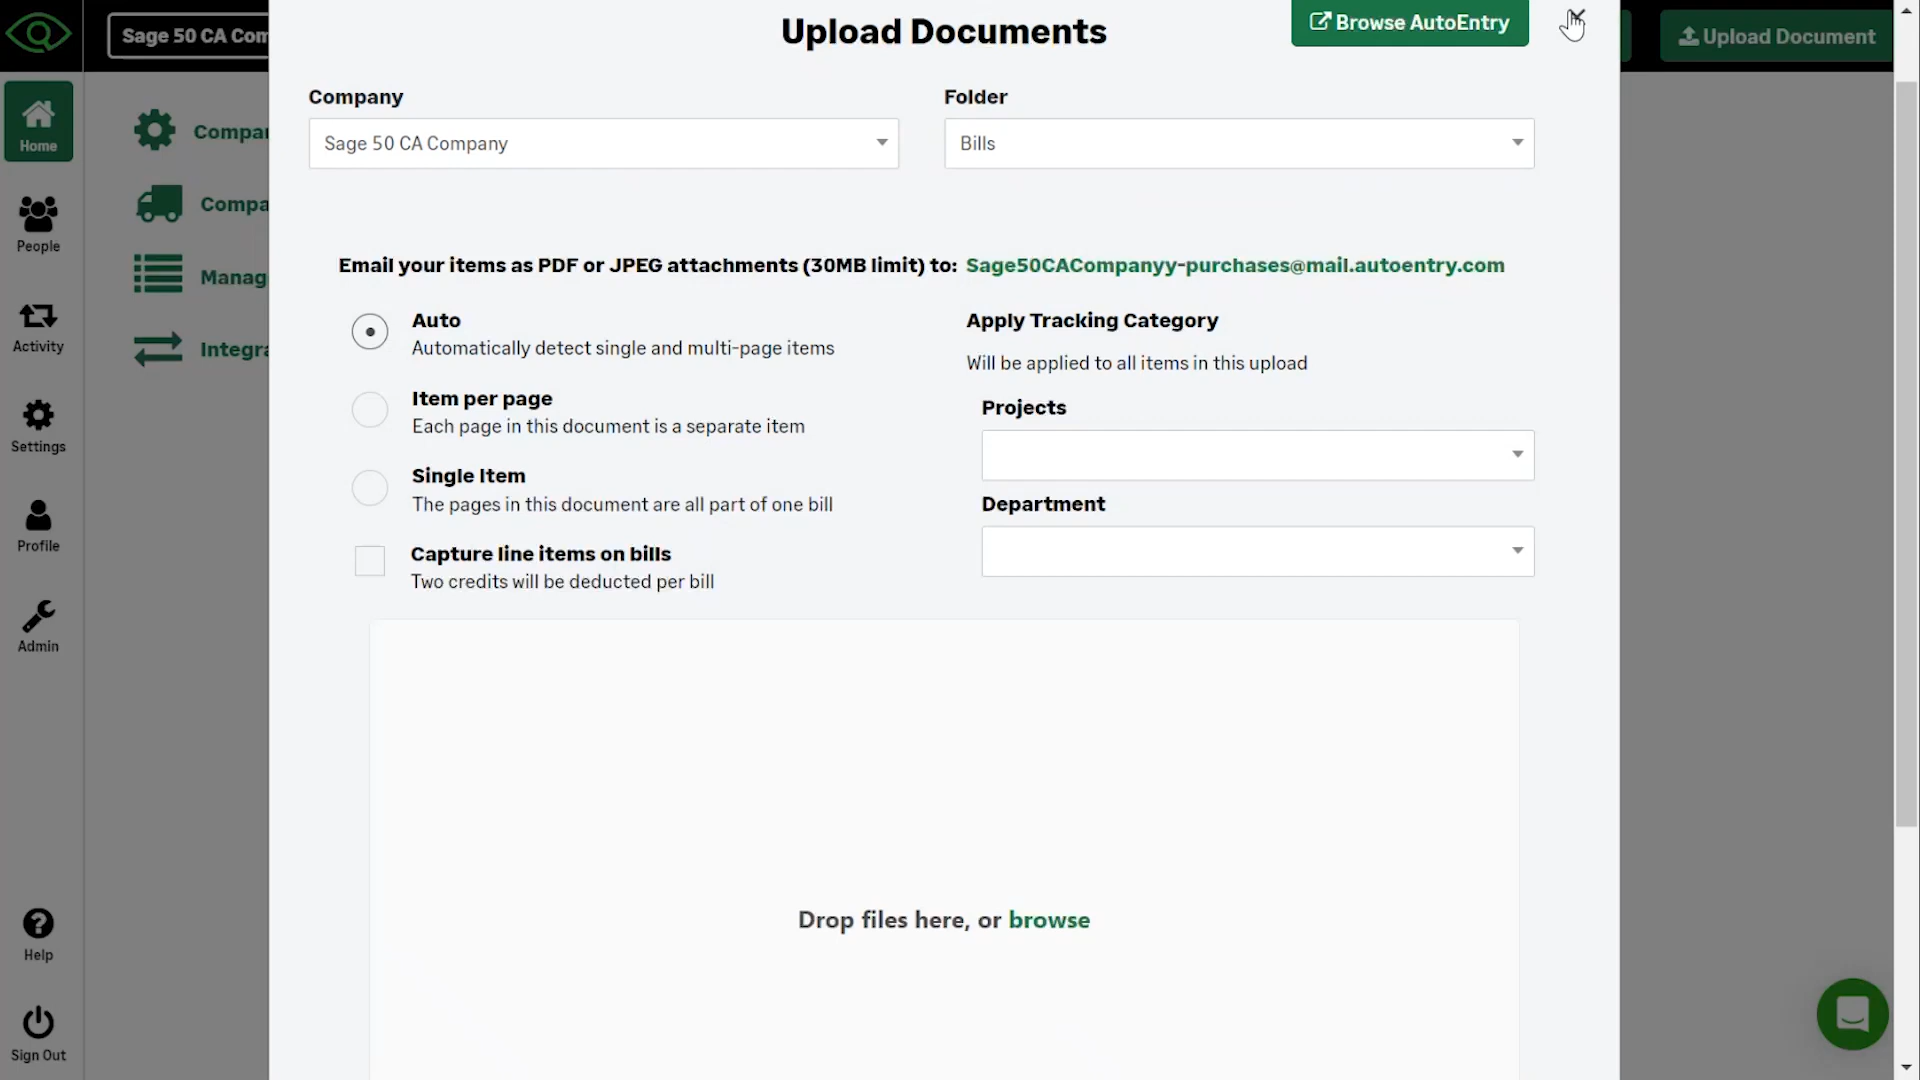 Sage 50 CA Com
Upload Documents
Browse AutoEntry
Upload Document
Home
People
Activity
Settings
Profile
Admin
Help
Sign Out
Compa
Compa
Manag
Integra
Company
Sage 50 CA Company
Folder
Bills
Email your items as PDF or JPEG attachments (30MB limit) to: Sage50CACompanyy-purchases@mail.autoentry.com
Auto
Automatically detect single and multi-page items
Item per page
Each page in this document is a separate item
Single Item
The pages in this document are all part of one bill
Capture line items on bills
Two credits will be deducted per bill
Apply Tracking Category
Will be applied to all items in this upload
Projects
Department
Drop files here, or browse